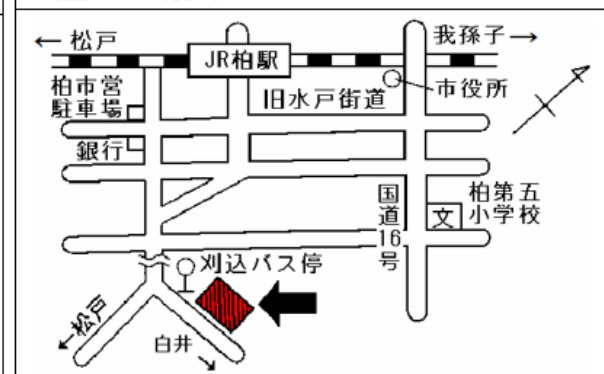 ← 松戸
JR柏駅
我孫子 →
柏市営
駐車場
旧水戸街道
市役所
銀行
国道16号
文
柏第五
小学校
刈込バス停
←松戸
白井